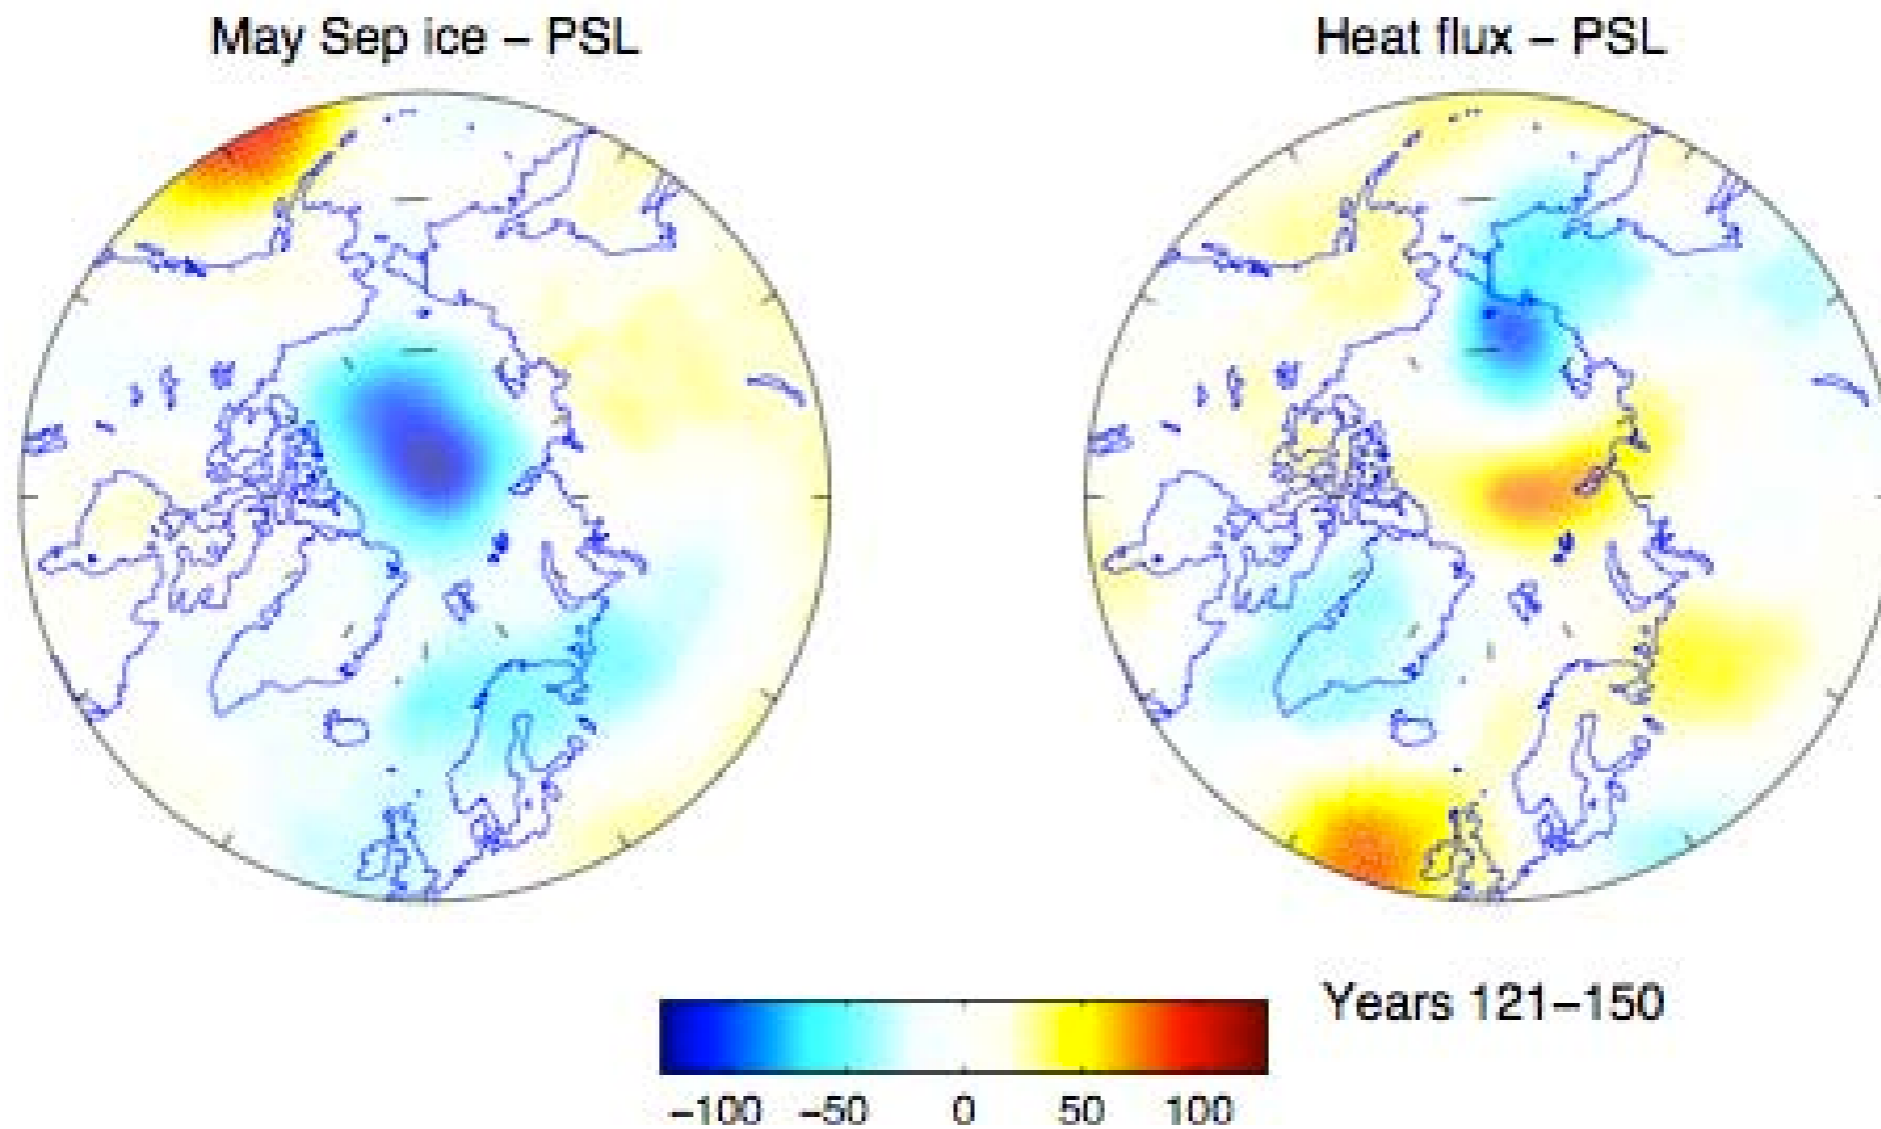 May Sep ice – PSL
Heat flux – PSL
Years 121–150
−100 −50 0 50 100